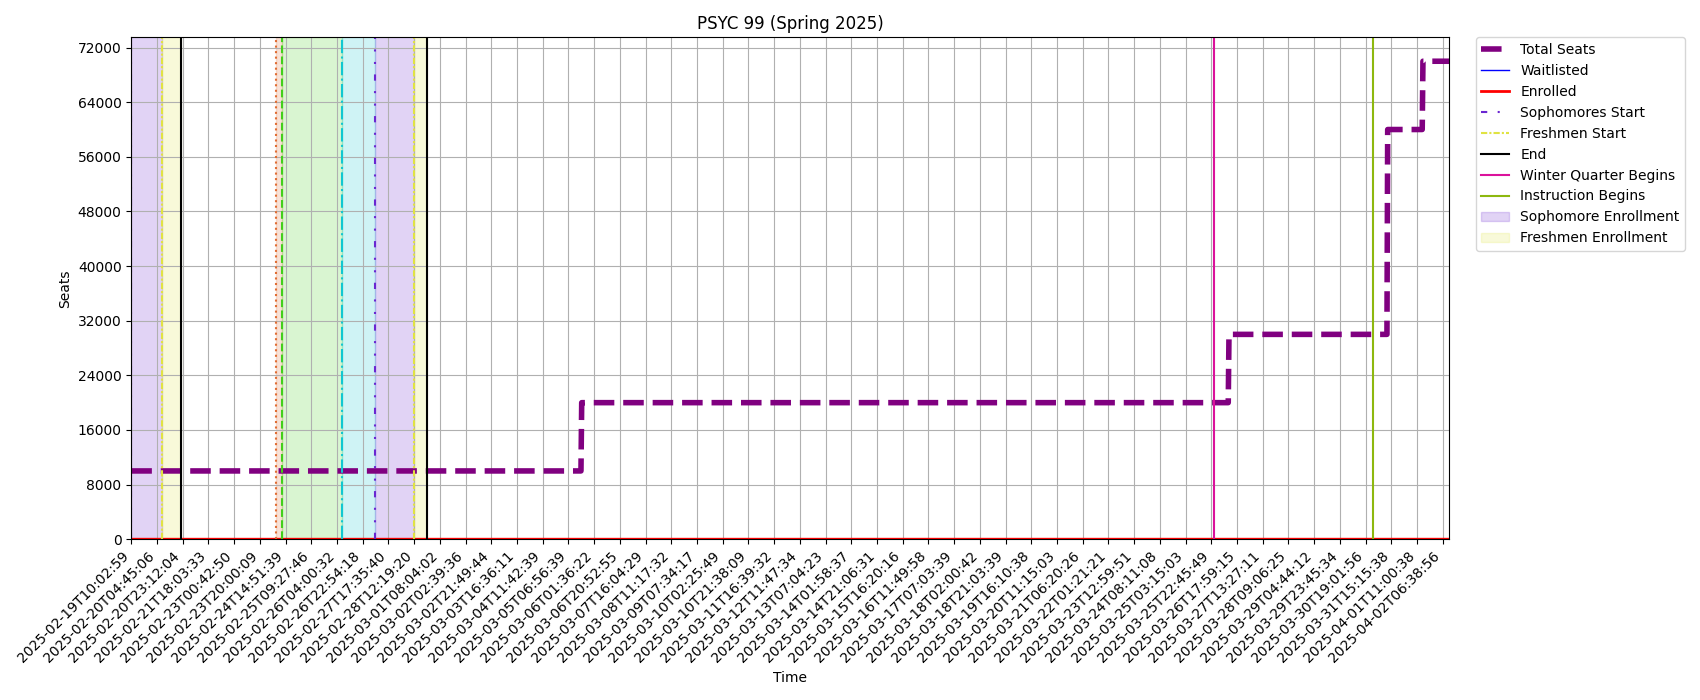 PSYC 99 (Spring 2025)
72000
64000
56000
48000
40000
32000
24000
16000
8000
0
Seats
2025-02-19T10:02:59
2025-02-20T04:45:06
2025-02-20T23:12:04
2025-02-21T18:03:33
2025-02-23T00:42:50
2025-02-23T20:00:09
2025-02-24T14:51:39
2025-02-25T09:27:46
2025-02-26T04:00:32
2025-02-26T22:54:18
2025-02-27T17:35:40
2025-02-28T12:19:20
2025-03-01T08:04:02
2025-03-02T02:39:36
2025-03-02T21:49:44
2025-03-03T16:36:11
2025-03-04T11:42:39
2025-03-05T06:56:39
2025-03-06T01:36:22
2025-03-06T20:52:55
2025-03-07T16:04:29
2025-03-08T11:17:32
2025-03-09T07:34:17
2025-03-10T02:25:49
2025-03-10T21:38:09
2025-03-11T16:39:32
2025-03-12T11:47:34
2025-03-13T07:04:23
2025-03-14T01:58:37
2025-03-14T21:06:31
2025-03-15T16:20:16
2025-03-16T11:49:58
2025-03-17T07:03:39
2025-03-18T02:00:42
2025-03-18T21:03:39
2025-03-19T16:10:38
2025-03-20T11:15:03
2025-03-21T06:20:26
2025-03-22T01:21:21
2025-03-23T12:59:51
2025-03-24T08:11:08
2025-03-25T03:15:03
2025-03-25T22:45:49
2025-03-26T17:59:15
2025-03-27T13:27:11
2025-03-28T09:06:25
2025-03-29T04:44:12
2025-03-29T23:45:34
2025-03-30T19:01:56
2025-03-31T15:15:38
2025-04-01T11:00:38
2025-04-02T06:38:56
Time
Total Seats
Waitlisted
Enrolled
Sophomores Start
Freshmen Start
End
Winter Quarter Begins
Instruction Begins
Sophomore Enrollment
Freshmen Enrollment